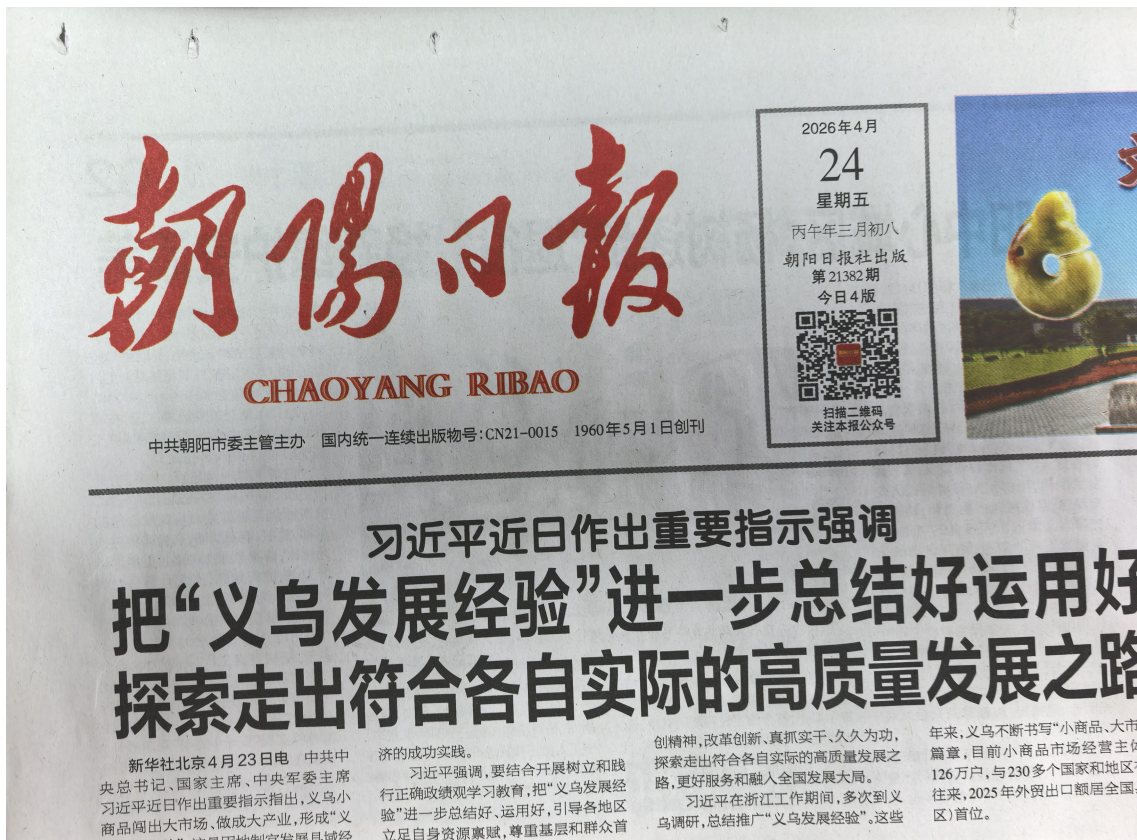 朝陽日報
CHAOYANG RIBAO
中共朝阳市委主管主办 国内统一连续出版物号:CN21-0015 1960年5月1日创刊
2026年4月
24
星期五
丙午年三月初八
朝阳日报社出版
第21382期
今日4版
扫描二维码
关注本报公众号
习近平近日作出重要指示强调
把“义乌发展经验”进一步总结好运用好
探索走出符合各自实际的高质量发展之路
新华社北京4月23日电 中共中
央总书记、国家主席、中央军委主席
习近平近日作出重要指示指出,义乌小
商品闯出大市场、做成大产业,形成“义
济的成功实践。
习近平强调,要结合开展树立和践
行正确政绩观学习教育,把“义乌发展经
验”进一步总结好、运用好,引导各地区
立足自身资源禀赋,尊重基层和群众首
创精神,改革创新、真抓实干、久久为功,
探索走出符合各自实际的高质量发展之
路,更好服务和融入全国发展大局。
习近平在浙江工作期间,多次到义
乌调研,总结推广“义乌发展经验”。这些
年来,义乌不断书写“小商品、大市
篇章,目前小商品市场经营主体
126万户,与230多个国家和地区有
往来,2025年外贸出口额居全国县
区）首位。